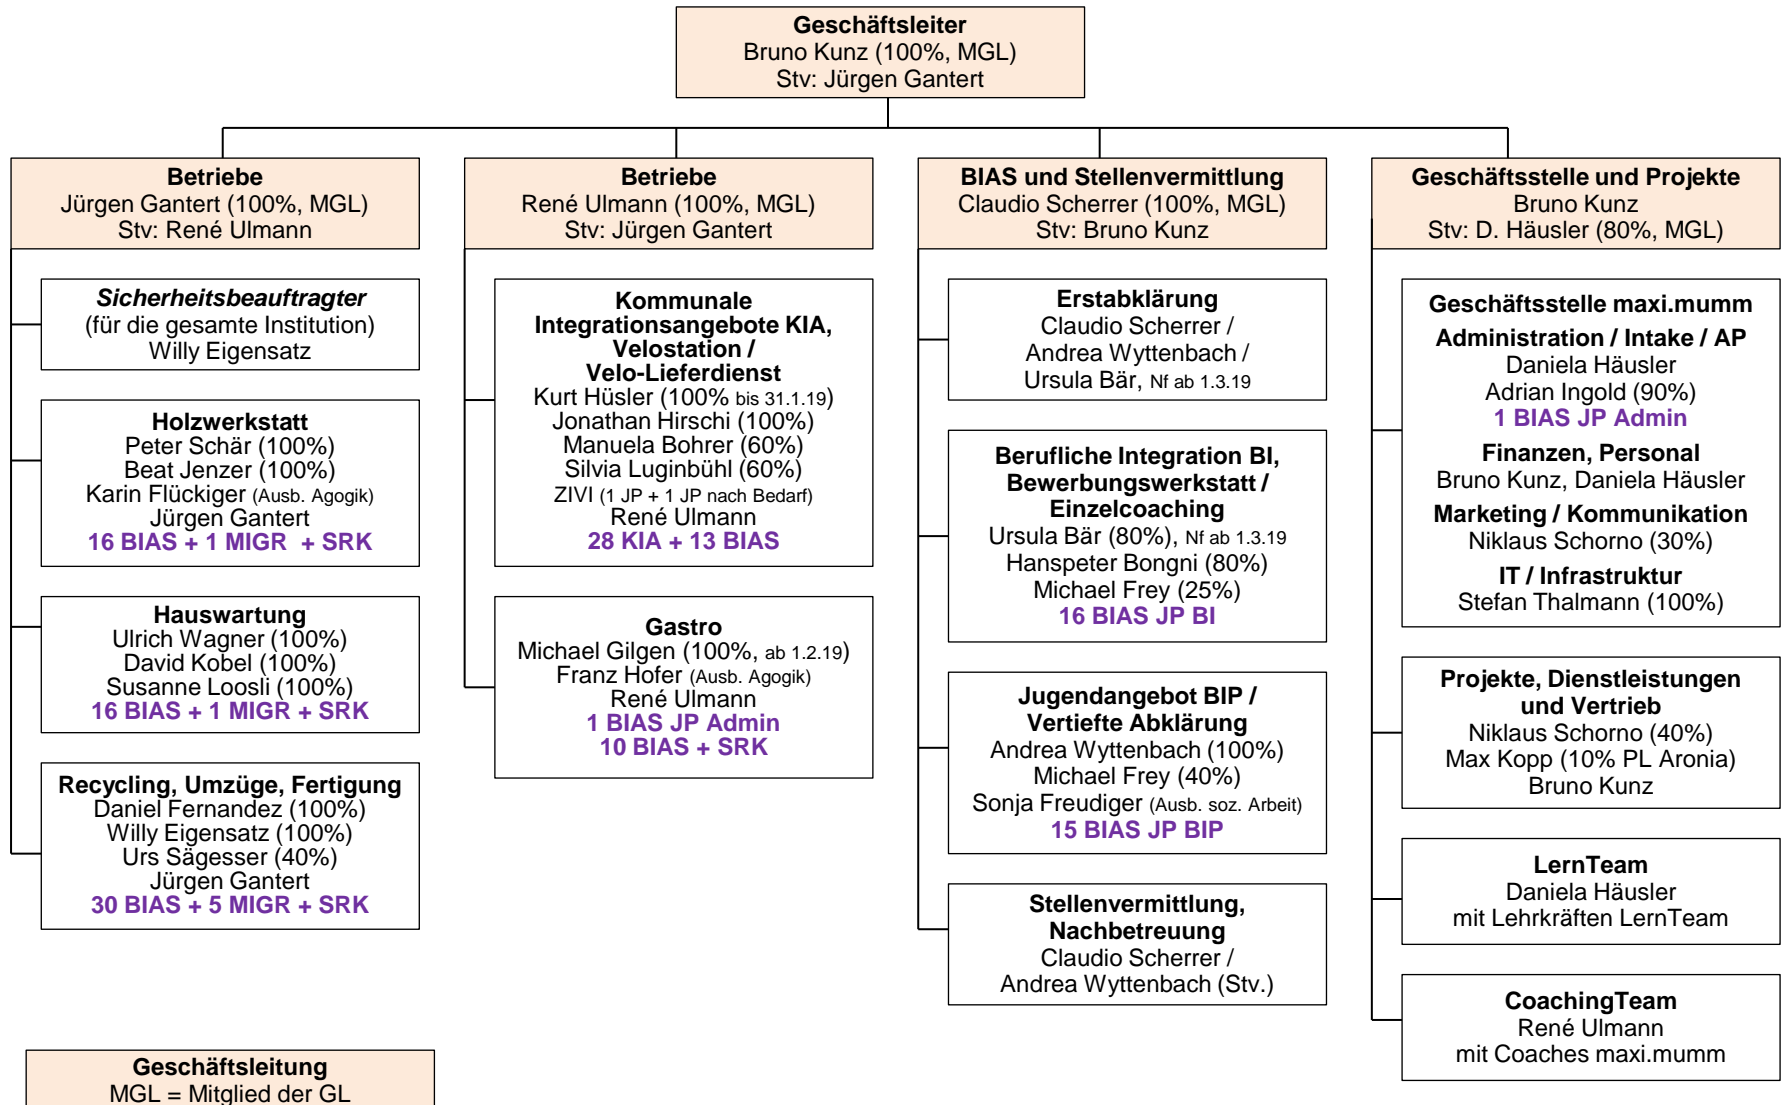 Geschäftsleiter
Bruno Kunz (100%, MGL)
Stv: Jürgen Gantert
Betriebe
Jürgen Gantert (100%, MGL)
Stv: René Ulmann
Sicherheitsbeauftragter
(für die gesamte Institution)
Willy Eigensatz
Holzwerkstatt
Peter Schär (100%)
Beat Jenzer (100%)
Karin Flückiger (Ausb. Agogik)
Jürgen Gantert
16 BIAS + 1 MIGR + SRK
Hauswartung
Ulrich Wagner (100%)
David Kobel (100%)
Susanne Loosli (100%)
16 BIAS + 1 MIGR + SRK
Recycling, Umzüge, Fertigung
Daniel Fernandez (100%)
Willy Eigensatz (100%)
Urs Sägesser (40%)
Jürgen Gantert
30 BIAS + 5 MIGR + SRK
Betriebe
René Ulmann (100%, MGL)
Stv: Jürgen Gantert
Kommunale
Integrationsangebote KIA,
Velostation /
Velo-Lieferdienst
Kurt Hüsler (100% bis 31.1.19)
Jonathan Hirschi (100%)
Manuela Bohrer (60%)
Silvia Luginbühl (60%)
ZIVI (1 JP + 1 JP nach Bedarf)
René Ulmann
28 KIA + 13 BIAS
Gastro
Michael Gilgen (100%, ab 1.2.19)
Franz Hofer (Ausb. Agogik)
René Ulmann
1 BIAS JP Admin
10 BIAS + SRK
BIAS und Stellenvermittlung
Claudio Scherrer (100%, MGL)
Stv: Bruno Kunz
Erstabklärung
Claudio Scherrer /
Andrea Wyttenbach /
Ursula Bär, Nf ab 1.3.19
Berufliche Integration BI,
Bewerbungswerkstatt /
Einzelcoaching
Ursula Bär (80%), Nf ab 1.3.19
Hanspeter Bongni (80%)
Michael Frey (25%)
16 BIAS JP BI
Jugendangebot BIP /
Vertiefte Abklärung
Andrea Wyttenbach (100%)
Michael Frey (40%)
Sonja Freudiger (Ausb. soz. Arbeit)
15 BIAS JP BIP
Stellenvermittlung,
Nachbetreuung
Claudio Scherrer /
Andrea Wyttenbach (Stv.)
Geschäftsstelle und Projekte
Bruno Kunz
Stv: D. Häusler (80%, MGL)
Geschäftsstelle maxi.mumm
Administration / Intake / AP
Daniela Häusler
Adrian Ingold (90%)
1 BIAS JP Admin
Finanzen, Personal
Bruno Kunz, Daniela Häusler
Marketing / Kommunikation
Niklaus Schorno (30%)
IT / Infrastruktur
Stefan Thalmann (100%)
Projekte, Dienstleistungen
und Vertrieb
Niklaus Schorno (40%)
Max Kopp (10% PL Aronia)
Bruno Kunz
LernTeam
Daniela Häusler
mit Lehrkräften LernTeam
CoachingTeam
René Ulmann
mit Coaches maxi.mumm
Geschäftsleitung
MGL = Mitglied der GL